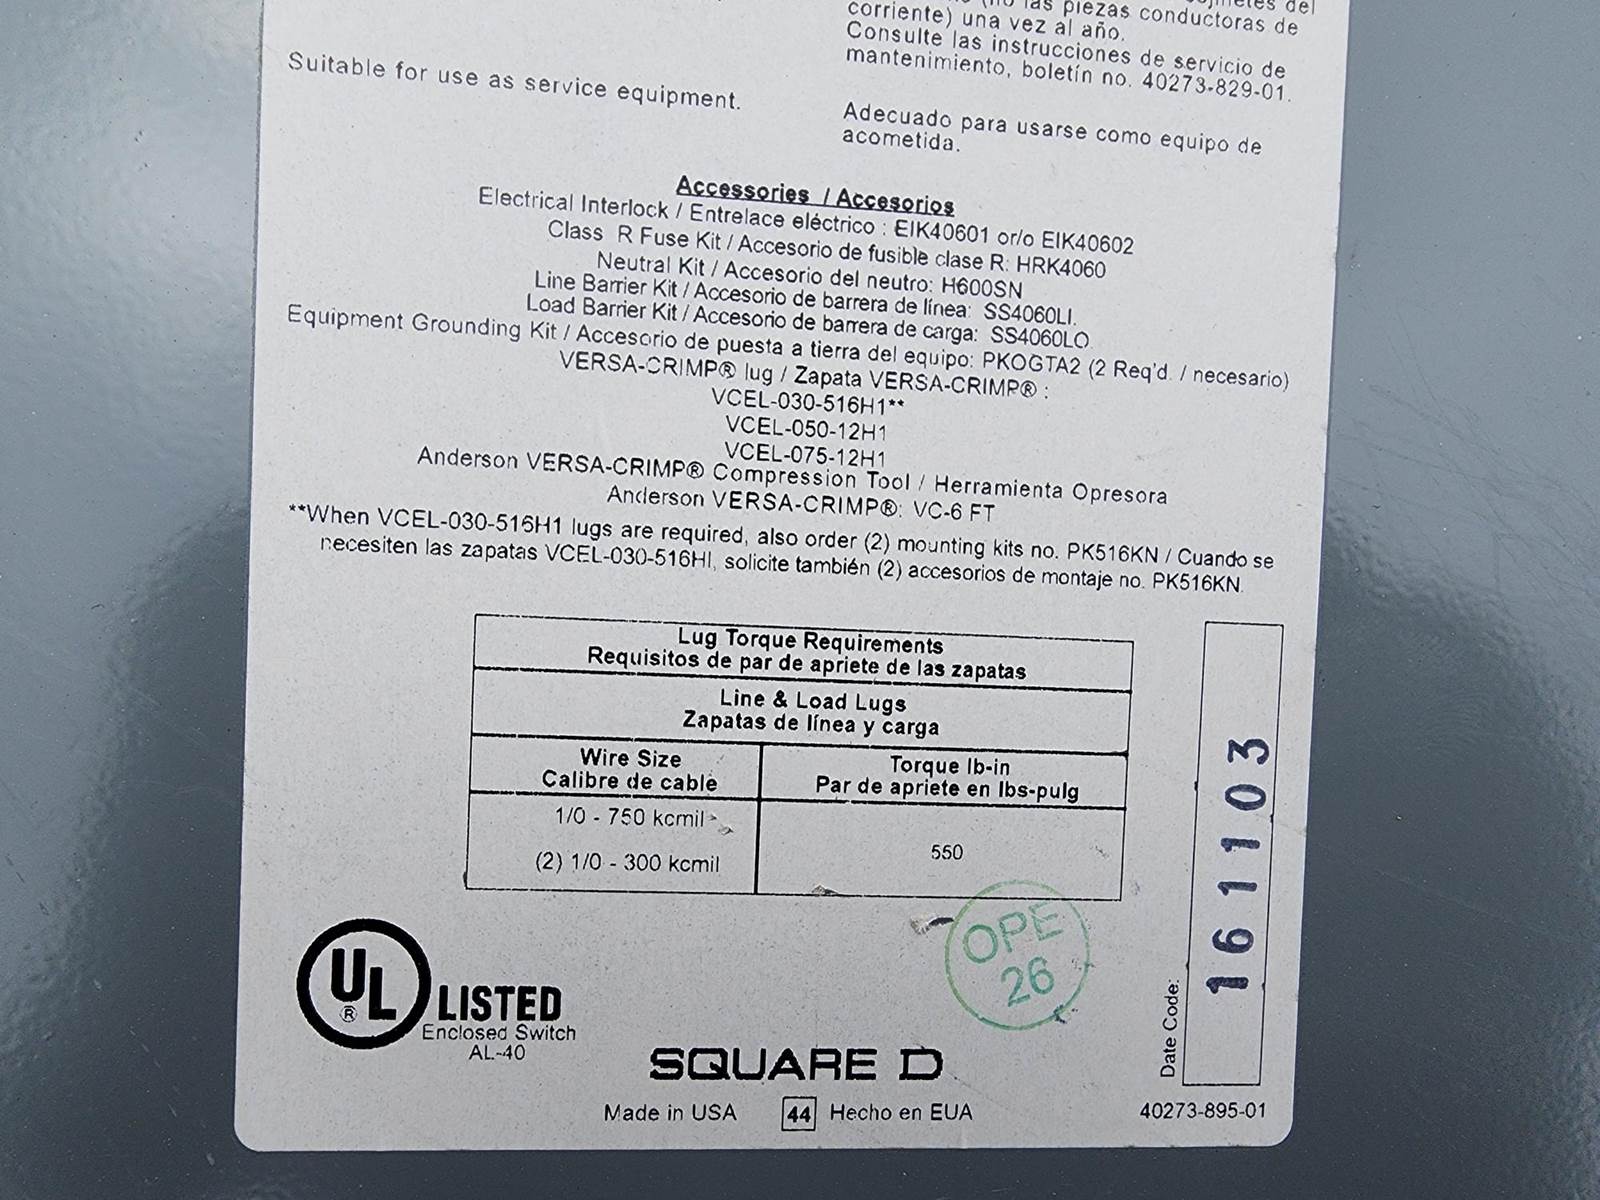 las piezas conductoras de
corriente) una vez al año.
Consulte las instrucciones de servicio de
mantenimiento, boletín no. 40273-829-01.
Suitable for use as service equipment.
Adecuado para usarse como equipo de
acometida.
Accessories / Accesorios
Electrical Interlock / Entrelace eléctrico : EIK40601 or/o EIK40602
Class R Fuse Kit / Accesorio de fusible clase R: HRK4060
Neutral Kit / Accesorio del neutro: H600SN
Line Barrier Kit / Accesorio de barrera de línea: SS4060LI.
Load Barrier Kit / Accesorio de barrera de carga: SS4060LO
Equipment Grounding Kit / Accesorio de puesta a tierra del equipo: PKOGTA2 (2 Req'd. / necesario)
VERSA-CRIMP® lug / Zapata VERSA-CRIMP® :
VCEL-030-516H1**
VCEL-050-12H1
VCEL-075-12H1
Anderson VERSA-CRIMP® Compression Tool / Herramienta Opresora
Anderson VERSA-CRIMP®: VC-6 FT
**When VCEL-030-516H1 lugs are required, also order (2) mounting kits no. PK516KN / Cuando se
necesiten las zapatas VCEL-030-516HI, solicite también (2) accesorios de montaje no. PK516KN.
Lug Torque Requirements
Requisitos de par de apriete de las zapatas
Line & Load Lugs
Zapatas de línea y carga
Wire Size
Calibre de cable
Torque lb-in
Par de apriete en lbs-pulg
1/0 - 750 kcmil
(2) 1/0 - 300 kcmil
550
OPE
26
UL
® LISTED
Enclosed Switch
AL-40
SQUARE D
Made in USA 44 Hecho en EUA
Date Code:
161103
40273-895-01